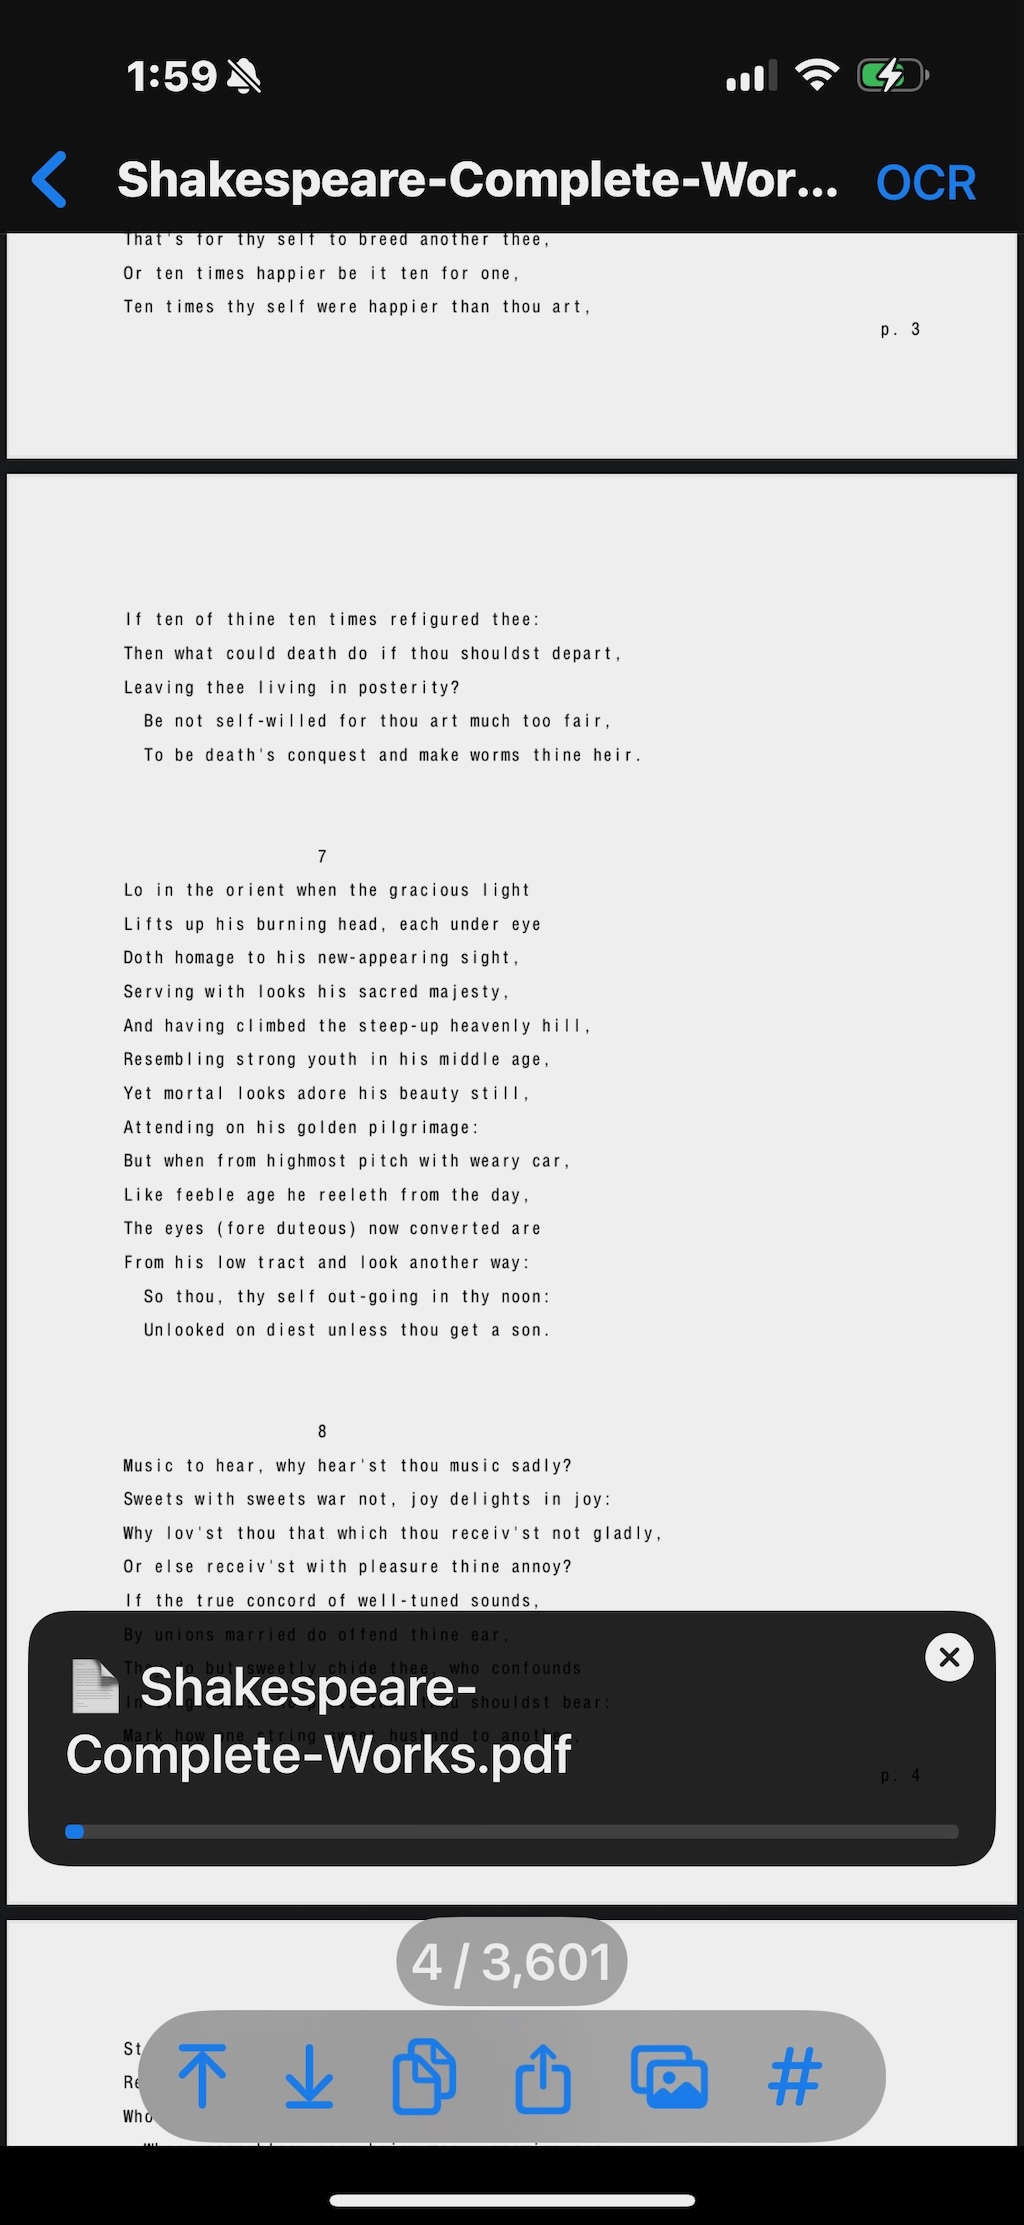 1:59
Shakespeare-Complete-Wor...
OCR
That's for thy self to breed another thee,
Or ten times happier be it ten for one,
Ten times thy self were happier than thou art,
p. 3
If ten of thine ten times refigured thee:
Then what could death do if thou shouldst depart,
Leaving thee living in posterity?
Be not self-willed for thou art much too fair,
To be death's conquest and make worms thine heir.
7
Lo in the orient when the gracious light
Lifts up his burning head, each under eye
Doth homage to his new-appearing sight,
Serving with looks his sacred majesty,
And having climbed the steep-up heavenly hill,
Resembling strong youth in his middle age,
Yet mortal looks adore his beauty still,
Attending on his golden pilgrimage:
But when from highmost pitch with weary car,
Like feeble age he reeleth from the day,
The eyes (fore duteous) now converted are
From his low tract and look another way:
So thou, thy self out-going in thy noon:
Unlooked on diest unless thou get a son.
8
Music to hear, why hear'st thou music sadly?
Sweets with sweets war not, joy delights in joy:
Why lov'st thou that which thou receiv'st not gladly,
Or else receiv'st with pleasure thine annoy?
If the true concord of well-tuned sounds,
By unions married do offend thine ear,
They do but sweetly chide thee, who confounds
shouldst bear:
Mark how one string sweet husband to another,
Shakespeare-
Complete-Works.pdf
p. 4
4 / 3,601
#